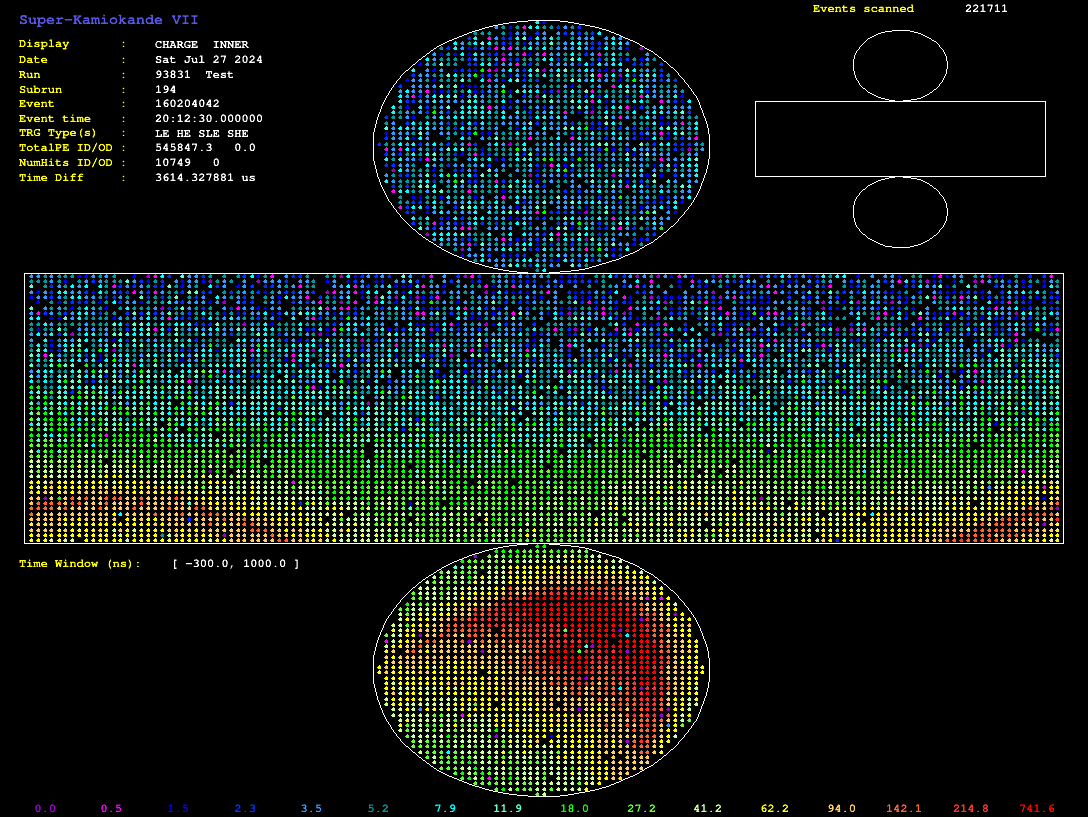 Super-Kamiokande VII
Events scanned 221711
Display : CHARGE INNER
Date : Sat Jul 27 2024
Run : 93831 Test
Subrun : 194
Event : 160204042
Event time : 20:12:30.000000
TRG Type(s) : LE HE SLE SHE
TotalPE ID/OD : 545847.3 0.0
NumHits ID/OD : 10749 0
Time Diff : 3614.327881 us
Time Window (ns): [ -300.0, 1000.0 ]
0.0 0.5 1.5 2.3 3.5 5.2 7.9 11.9 18.0 27.2 41.2 62.2 94.0 142.1 214.8 741.6